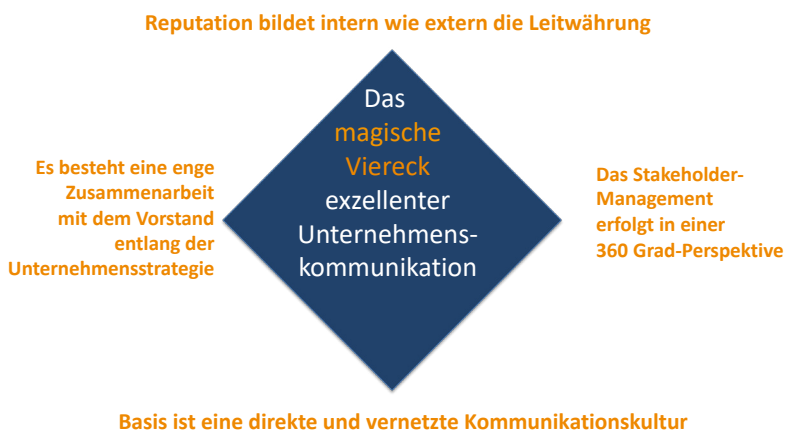 Reputation bildet intern wie extern die Leitwährung
Das
magische
Viereck
exzellenter
Unternehmens-
kommunikation
Es besteht eine enge
Zusammenarbeit
mit dem Vorstand
entlang der
Unternehmensstrategie
Das Stakeholder-
Management
erfolgt in einer
360 Grad-Perspektive
Basis ist eine direkte und vernetzte Kommunikationskultur